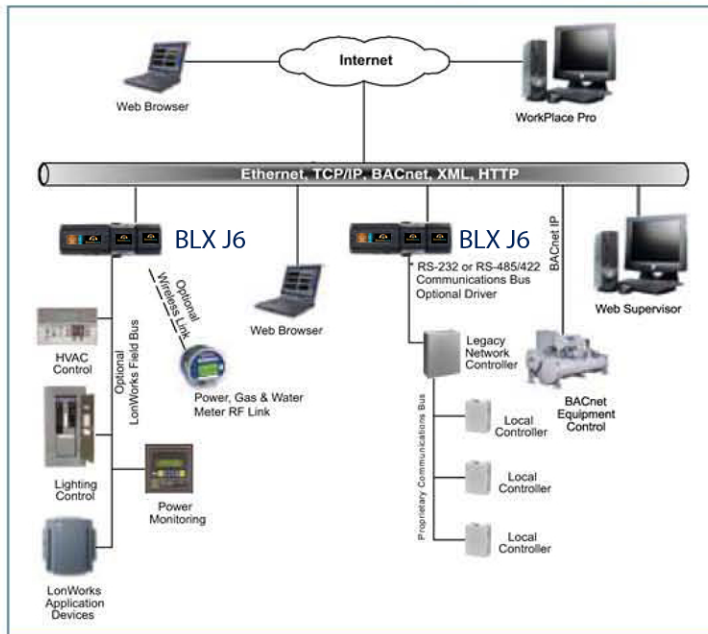 Internet
Web Browser
WorkPlace Pro
Ethernet, TCP/IP, BACnet, XML, HTTP
BLX J6
BLX J6
BACnet IP
* RS-232 or RS-485/422
Communications Bus
Optional Driver
Optional
Wireless Link
Web Browser
Web Supervisor
HVAC
Control
Optional
LonWorks Field Bus
Legacy
Network
Controller
Power, Gas & Water
Meter RF Link
BACnet
Equipment
Control
Proprietary Communications Bus
Local
Controller
Lighting
Control
Power
Monitoring
Local
Controller
Local
Controller
LonWorks
Application
Devices